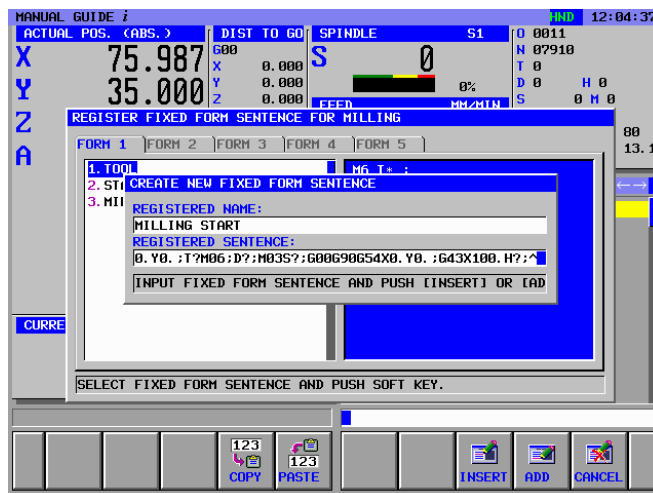 MANUAL GUIDE i HND 12:04:37
ACTUAL POS. (ABS.) DIST TO GO SPINDLE S1 O 0011
X 75.987 G00 S 0 N 07910
X 0.000 T 0
Y 35.000 Y 0.000 0% D 0 H 0
Z 0.000 FEED MM/MIN S 0 M 0
Z REGISTER FIXED FORM SENTENCE FOR MILLING
80
A FORM 1 FORM 2 FORM 3 FORM 4 FORM 5 13.1
1. TOOL M6 T* ;
2. STA CREATE NEW FIXED FORM SENTENCE
3. MIL REGISTERED NAME:
MILLING START
REGISTERED SENTENCE:
0.Y0.;T?M06;D?;M03S?;G00G90G54X0.Y0.;G43X100.H?;^
INPUT FIXED FORM SENTENCE AND PUSH [INSERT] OR [AD
CURRE
SELECT FIXED FORM SENTENCE AND PUSH SOFT KEY.
123 123
COPY PASTE INSERT ADD CANCEL